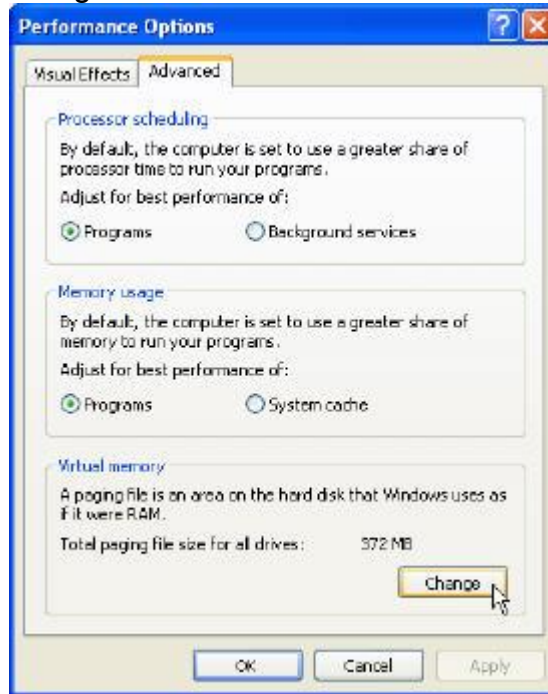 Performance Options
Visual Effects Advanced
Processor scheduling
By default, the computer is set to use a greater share of
processor time to run your programs.
Adjust for best performance of:
Programs Background services
Memory usage
By default, the computer is set to use a greater share of
memory to run your programs.
Adjust for best performance of:
Programs System cache
Virtual memory
A paging file is an area on the hard disk that Windows uses as
if it were RAM.
Total paging file size for all drives: 372 MB
Change
OK Cancel Apply